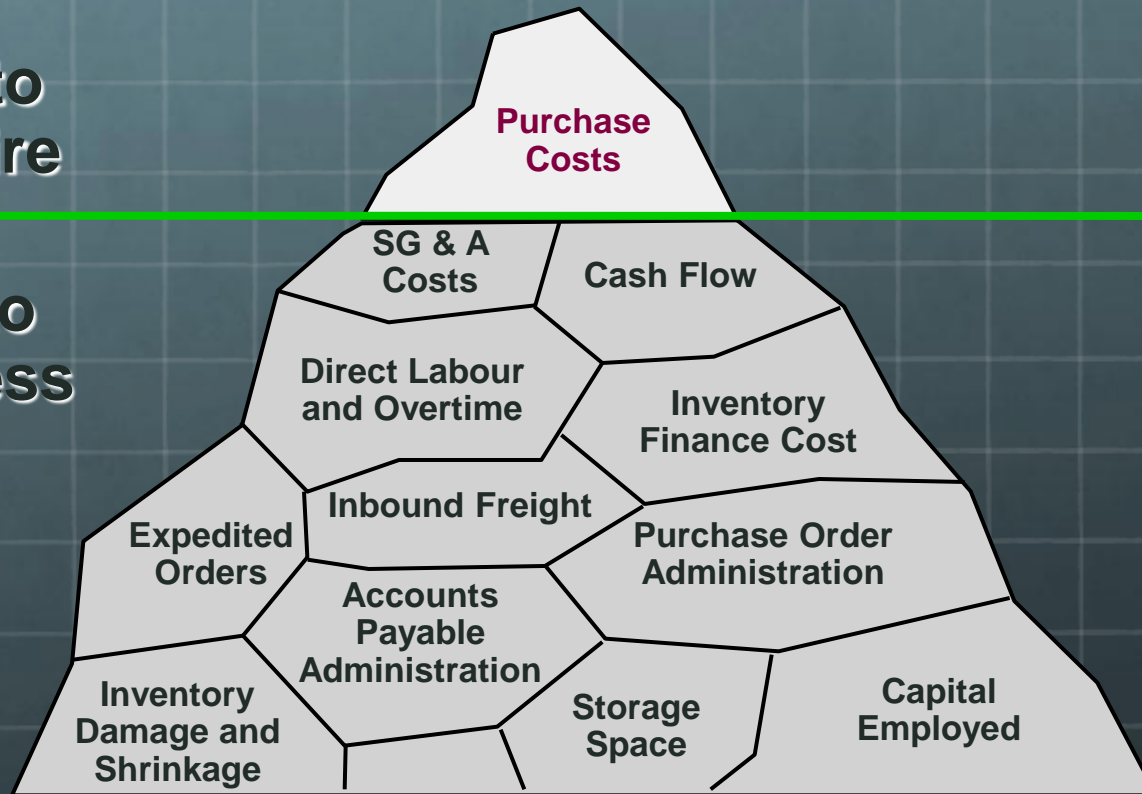 to
Purchase
Costs
SG & A
Costs
Cash Flow
Direct Labour
and Overtime
Inventory
Finance Cost
Inbound Freight
Expedited
Orders
Purchase Order
Administration
Accounts
Payable
Administration
Inventory
Damage and
Shrinkage
Storage
Space
Capital
Employed